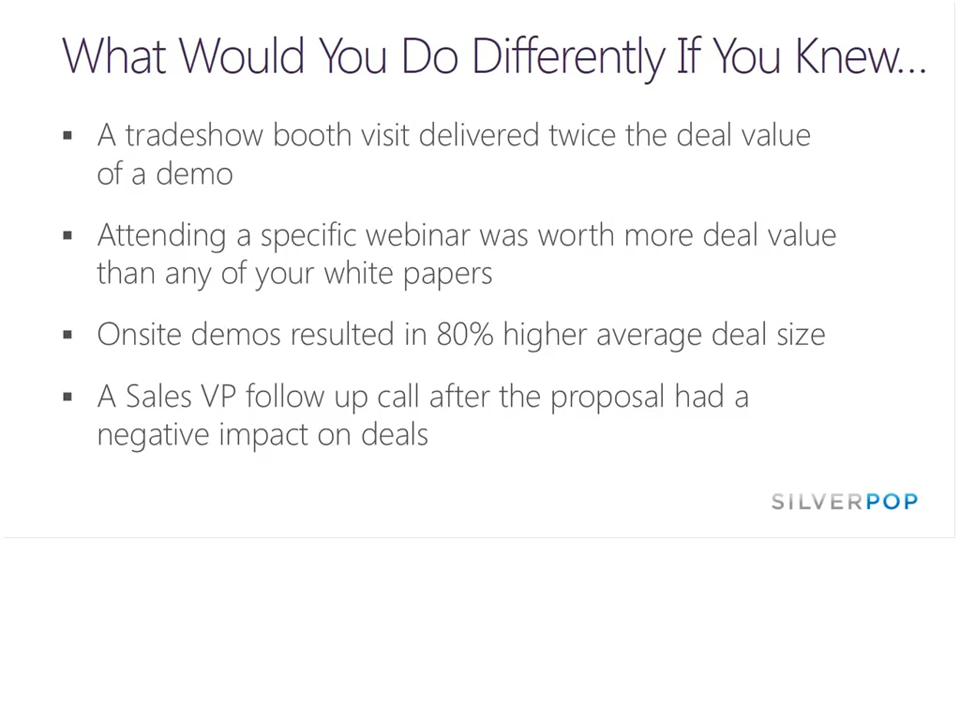 What Would You Do Differently If You Knew...
▪ A tradeshow booth visit delivered twice the deal value
of a demo
▪ Attending a specific webinar was worth more deal value
than any of your white papers
▪ Onsite demos resulted in 80% higher average deal size
▪ A Sales VP follow up call after the proposal had a
negative impact on deals
SILVERPOP